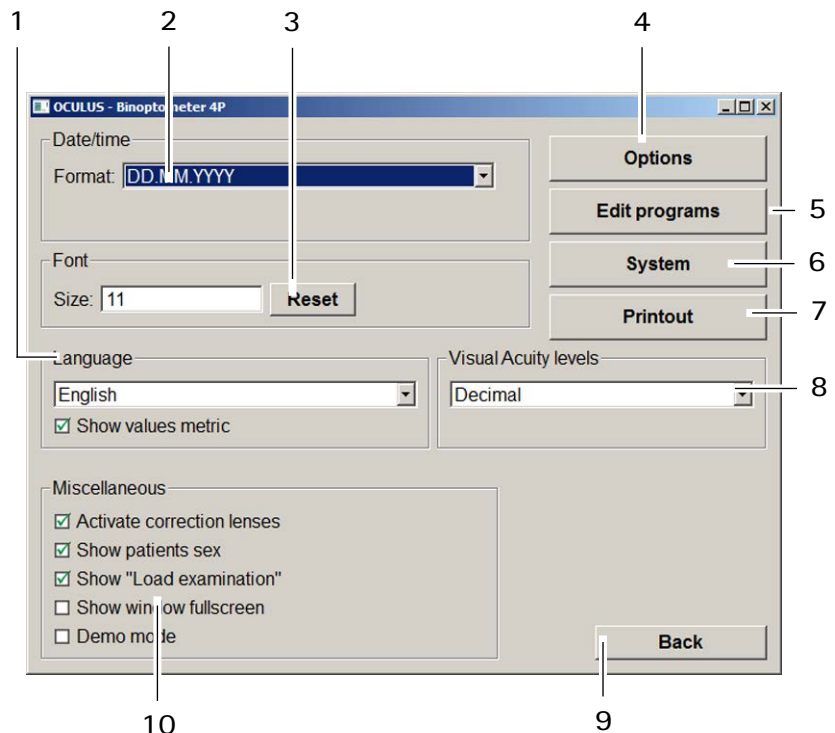 1 2 3 4
OCULUS - Binoptometer 4P
Date/time
Format: DD.MM.YYYY
Options
Edit programs 5
Font
Size: 11 Reset
System 6
Printout 7
Language
English
Show values metric
Visual Acuity levels
Decimal 8
Miscellaneous
Activate correction lenses
Show patients sex
Show "Load examination"
Show window fullscreen
Demo mode
Back
10 9